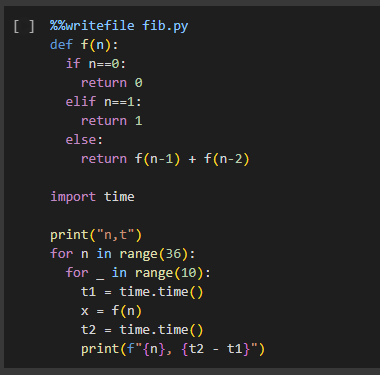 [ ] %%writefile fib.py
def f(n):
  if n==0:
    return 0
  elif n==1:
    return 1
  else:
    return f(n-1) + f(n-2)

import time

print("n,t")
for n in range(36):
  for _ in range(10):
    t1 = time.time()
    x = f(n)
    t2 = time.time()
    print(f"{n}, {t2 - t1}")